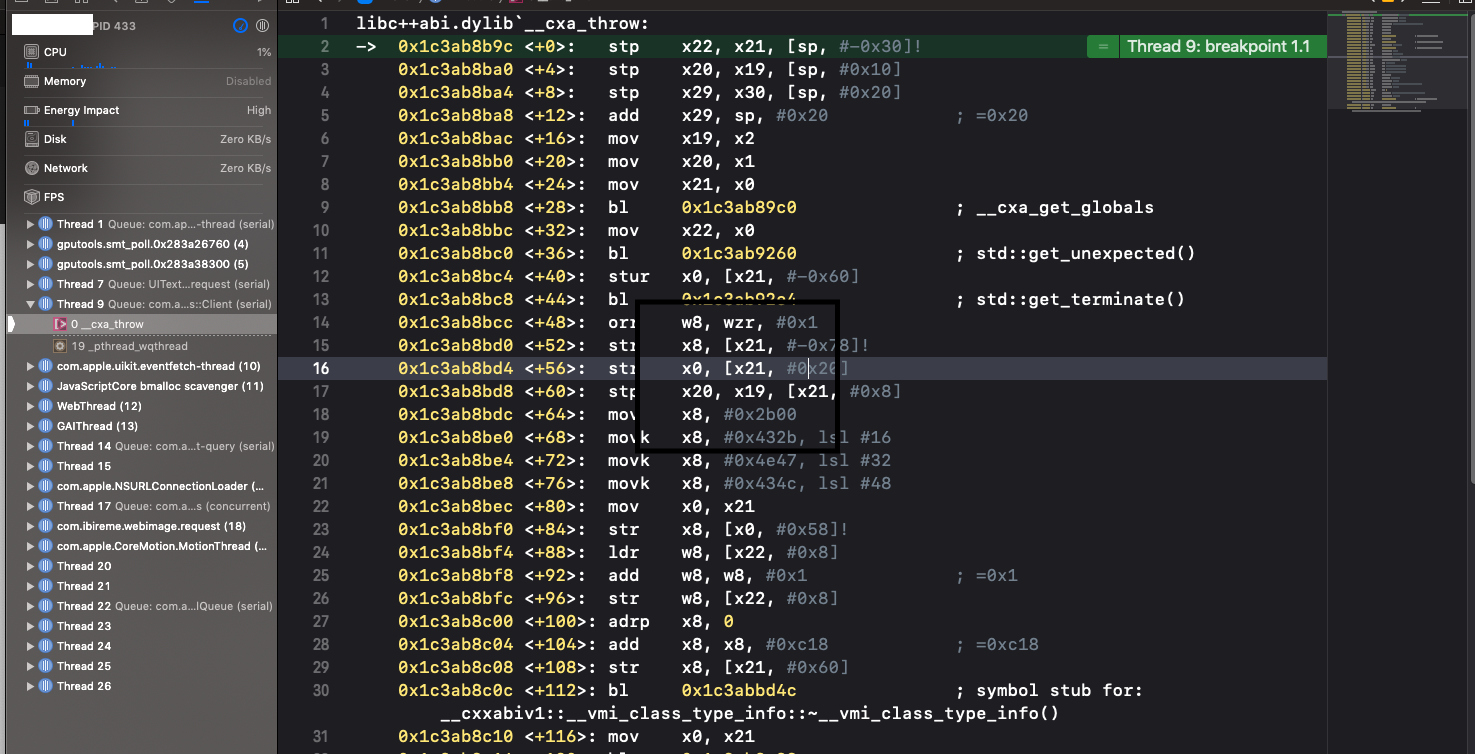 PID 433
CPU 1%
Memory Disabled
Energy Impact High
Disk Zero KB/s
Network Zero KB/s
FPS
Thread 1 Queue: com.ap...-thread (serial)
gputools.smt_poll.0x283a26760 (4)
gputools.smt_poll.0x283a38300 (5)
Thread 7 Queue: UIText...request (serial)
Thread 9 Queue: com.a...s::Client (serial)
0 __cxa_throw
19 _pthread_wqthread
com.apple.uikit.eventfetch-thread (10)
JavaScriptCore bmalloc scavenger (11)
WebThread (12)
GAIThread (13)
Thread 14 Queue: com.a...t-query (serial)
Thread 15
com.apple.NSURLConnectionLoader (...
Thread 17 Queue: com.a...s (concurrent)
com.ibireme.webimage.request (18)
com.apple.CoreMotion.MotionThread (...
Thread 20
Thread 21
Thread 22 Queue: com.a...lQueue (serial)
Thread 23
Thread 24
Thread 25
Thread 26
1 libc++abi.dylib`__cxa_throw:
2 -> 0x1c3ab8b9c <+0>: stp x22, x21, [sp, #-0x30]! = Thread 9: breakpoint 1.1
3 0x1c3ab8ba0 <+4>: stp x20, x19, [sp, #0x10]
4 0x1c3ab8ba4 <+8>: stp x29, x30, [sp, #0x20]
5 0x1c3ab8ba8 <+12>: add x29, sp, #0x20 ; =0x20
6 0x1c3ab8bac <+16>: mov x19, x2
7 0x1c3ab8bb0 <+20>: mov x20, x1
8 0x1c3ab8bb4 <+24>: mov x21, x0
9 0x1c3ab8bb8 <+28>: bl 0x1c3ab89c0 ; __cxa_get_globals
10 0x1c3ab8bbc <+32>: mov x22, x0
11 0x1c3ab8bc0 <+36>: bl 0x1c3ab9260 ; std::get_unexpected()
12 0x1c3ab8bc4 <+40>: stur x0, [x21, #-0x60]
13 0x1c3ab8bc8 <+44>: bl ; std::get_terminate()
14 0x1c3ab8bcc <+48>: orr w8, wzr, #0x1
15 0x1c3ab8bd0 <+52>: str x8, [x21, #-0x78]!
16 0x1c3ab8bd4 <+56>: str x0, [x21, #0x20]
17 0x1c3ab8bd8 <+60>: stp x20, x19, [x21, #0x8]
18 0x1c3ab8bdc <+64>: mov x8, #0x2b00
19 0x1c3ab8be0 <+68>: movk x8, #0x432b, lsl #16
20 0x1c3ab8be4 <+72>: movk x8, #0x4e47, lsl #32
21 0x1c3ab8be8 <+76>: movk x8, #0x434c, lsl #48
22 0x1c3ab8bec <+80>: mov x0, x21
23 0x1c3ab8bf0 <+84>: str x8, [x0, #0x58]!
24 0x1c3ab8bf4 <+88>: ldr w8, [x22, #0x8]
25 0x1c3ab8bf8 <+92>: add w8, w8, #0x1 ; =0x1
26 0x1c3ab8bfc <+96>: str w8, [x22, #0x8]
27 0x1c3ab8c00 <+100>: adrp x8, 0
28 0x1c3ab8c04 <+104>: add x8, x8, #0xc18 ; =0xc18
29 0x1c3ab8c08 <+108>: str x8, [x21, #0x60]
30 0x1c3ab8c0c <+112>: bl 0x1c3abbd4c ; symbol stub for:
__cxxabiv1::__vmi_class_type_info::~__vmi_class_type_info()
31 0x1c3ab8c10 <+116>: mov x0, x21